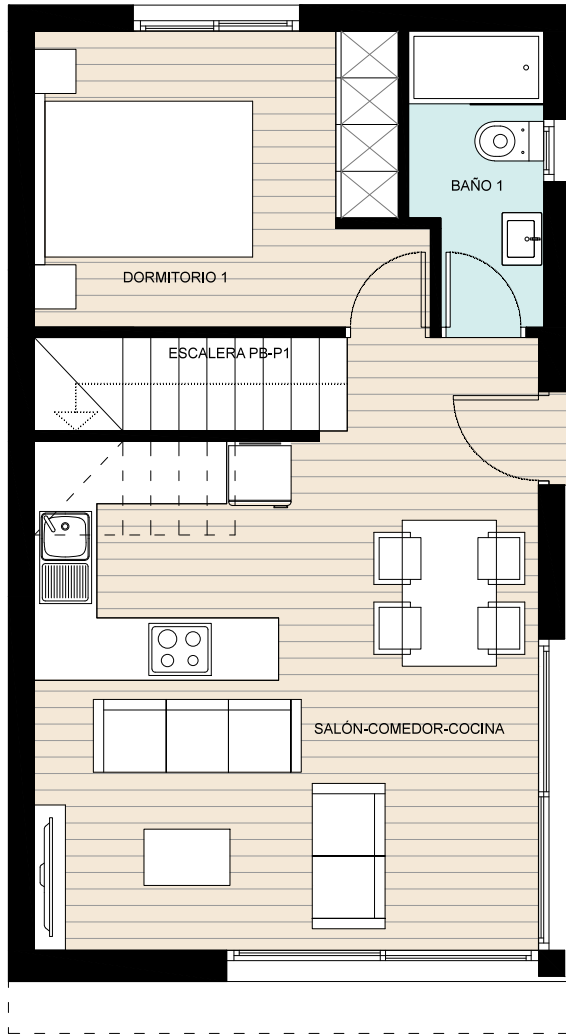 BAÑO 1
DORMITORIO 1
ESCALERA PB-P1
SALÓN-COMEDOR-COCINA